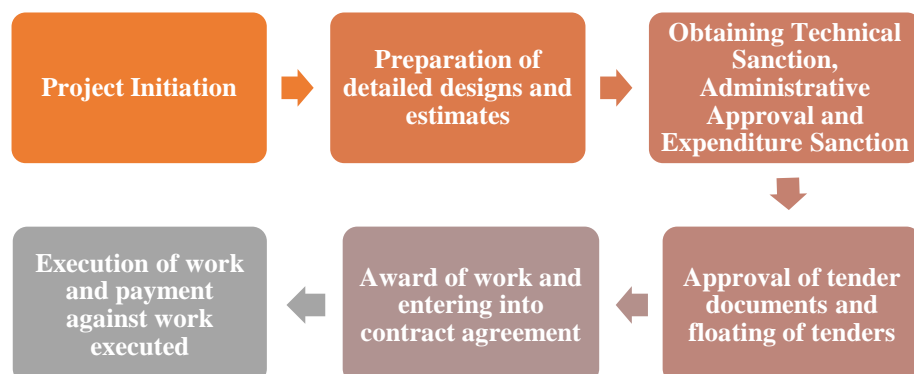 Project Initiation
Preparation of
detailed designs and
estimates
Obtaining Technical
Sanction,
Administrative
Approval and
Expenditure Sanction
Approval of tender
documents and
floating of tenders
Award of work and
entering into
contract agreement
Execution of work
and payment
against work
executed